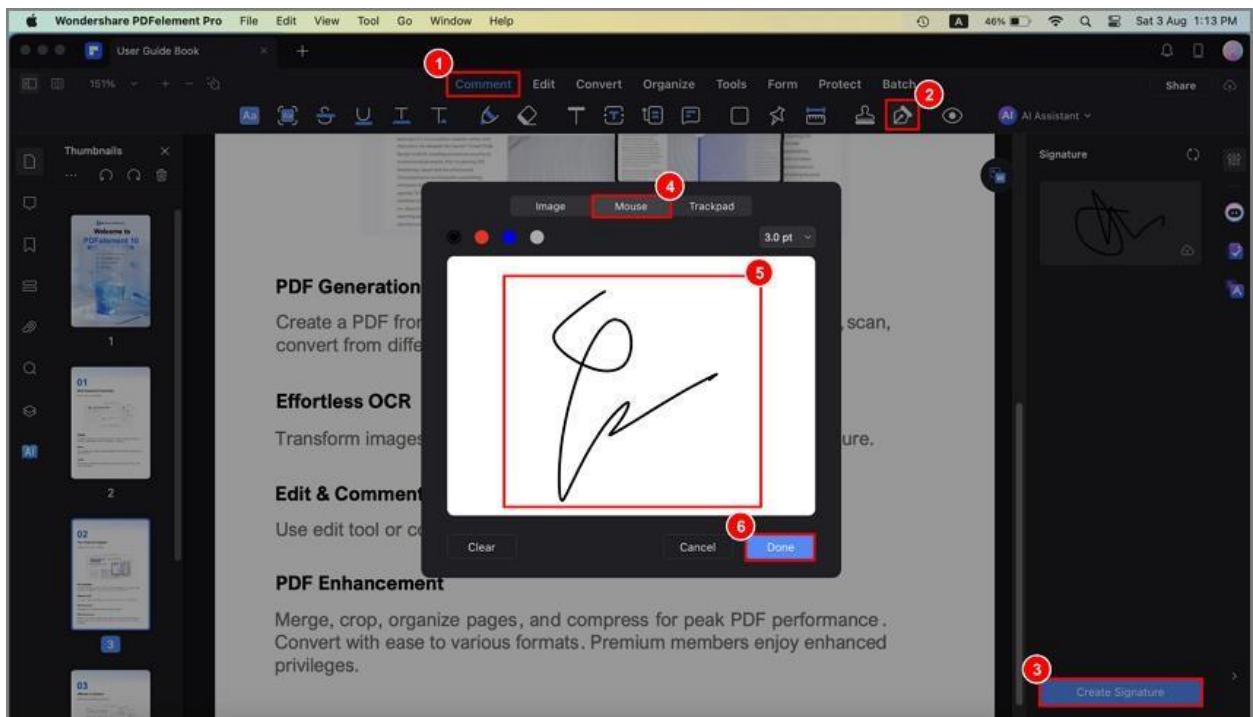 Wondershare PDFelement Pro File Edit View Tool Go Window Help
A 46% Sat 3 Aug 1:13 PM
User Guide Book × +
1
151% + −
Comment Edit Convert Organize Tools Form Protect Batch
Share
2
Aa
T T T T
AI AI Assistant
Thumbnails ×
...
Signature
4
Image Mouse Trackpad
3.0 pt
5
Welcome to
PDFelement 10
1
PDF Generation
Create a PDF from , scan,
convert from diffe
01
Effortless OCR
Transform images ure.
AI
2
Edit & Comment
Use edit tool or co
6
Clear Cancel Done
02
PDF Enhancement
Merge, crop, organize pages, and compress for peak PDF performance.
Convert with ease to various formats. Premium members enjoy enhanced
privileges.
3
03
3
Create Signature